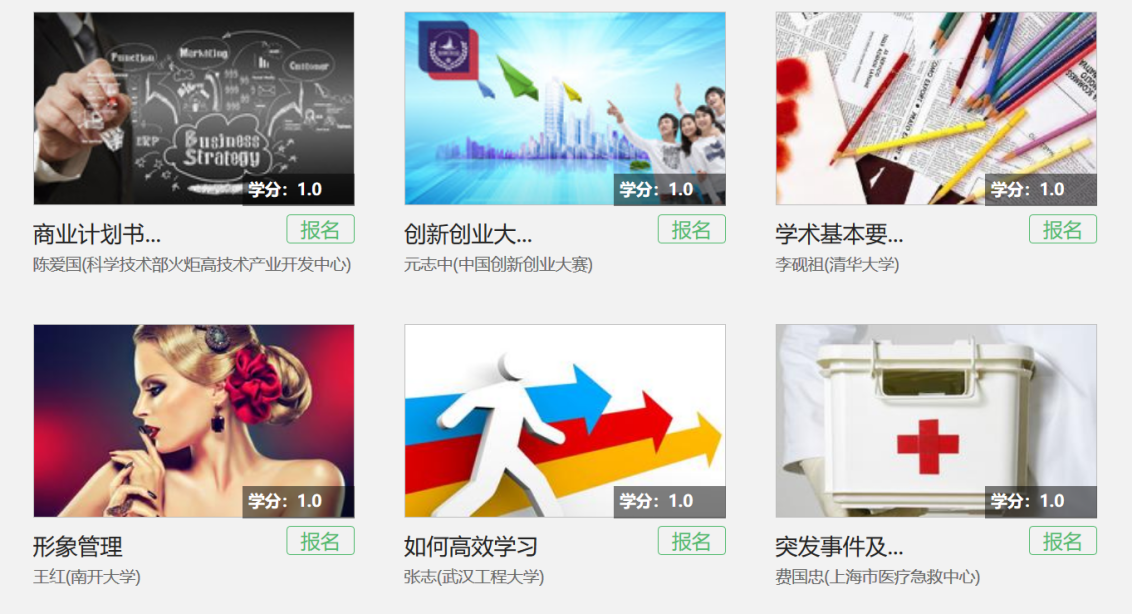 Function
Marketing
Customer
ERP
Business
Strategy
学分：1.0
学分：1.0
学分：1.0
商业计划书...
报名
创新创业大...
报名
学术基本要...
报名
陈爱国(科学技术部火炬高技术产业开发中心)
元志中(中国创新创业大赛)
李砚祖(清华大学)
学分：1.0
学分：1.0
学分：1.0
形象管理
报名
如何高效学习
报名
突发事件及...
报名
王红(南开大学)
张志(武汉工程大学)
费国忠(上海市医疗急救中心)